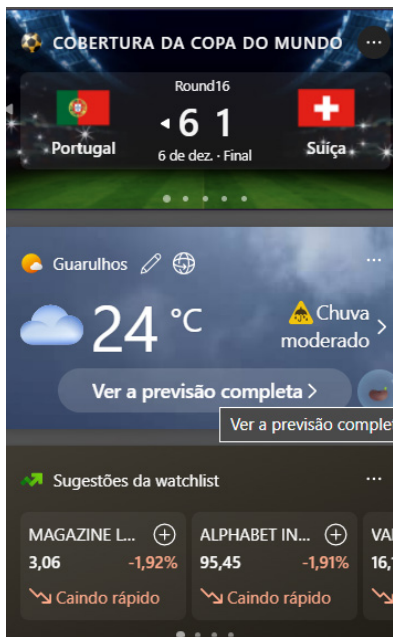 COBERTURA DA COPA DO MUNDO
Round16
6 1
Portugal
Suíça
6 de dez. · Final
Guarulhos
24 °C
Chuva
moderado
Ver a previsão completa
Ver a previsão complet
Sugestões da watchlist
MAGAZINE L... ALPHABET IN... VA
3,06 -1,92% 95,45 -1,91% 16,
Caindo rápido Caindo rápido